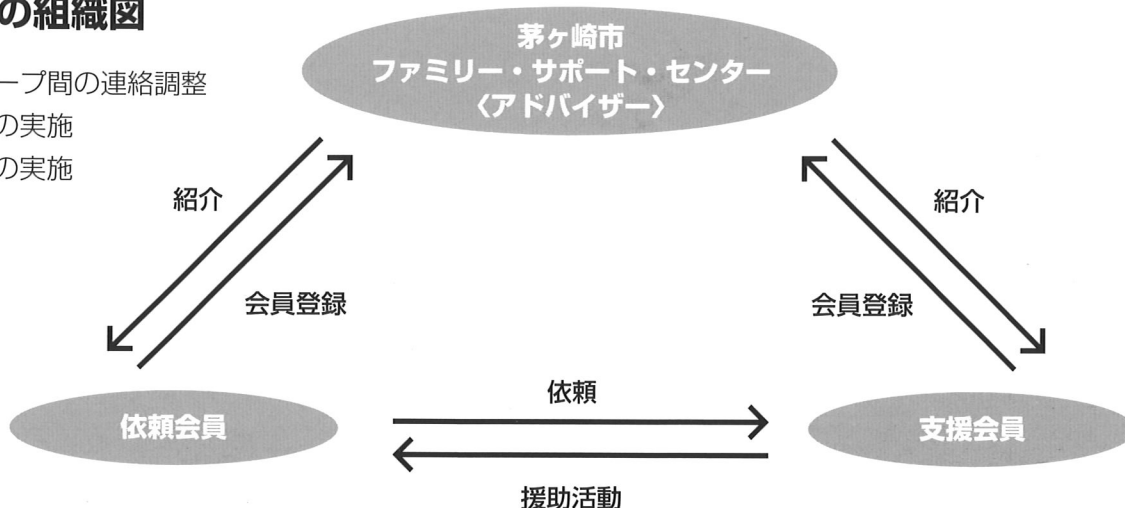 の組織図
ープ間の連絡調整
の実施
の実施
茅ヶ崎市
ファミリー・サポート・センター
〈アドバイザー〉
紹介
紹介
会員登録
会員登録
依頼
依頼会員
支援会員
援助活動